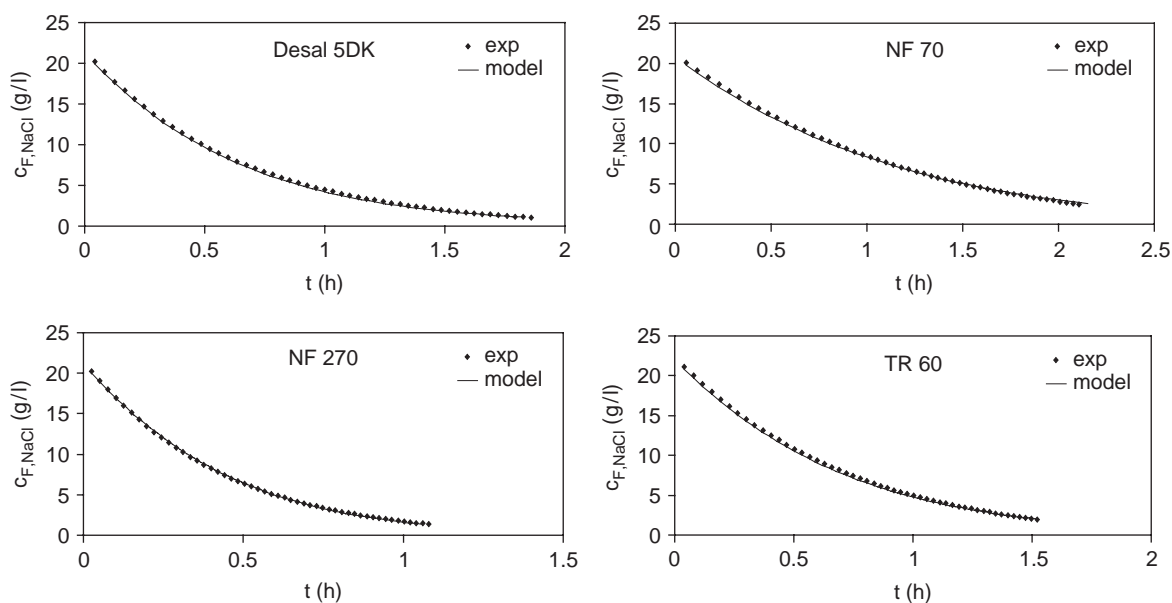 25
20
15
10
5
0
c_F,NaCl (g/l)
Desal 5DK
exp
model
0 0.5 1 1.5 2
t (h)
25
20
15
10
5
0
c_F,NaCl (g/l)
NF 70
exp
model
0 0.5 1 1.5 2 2.5
t (h)
25
20
15
10
5
0
c_F,NaCl (g/l)
NF 270
exp
model
0 0.5 1 1.5
t (h)
25
20
15
10
5
0
c_F,NaCl (g/l)
TR 60
exp
model
0 0.5 1 1.5 2
t (h)